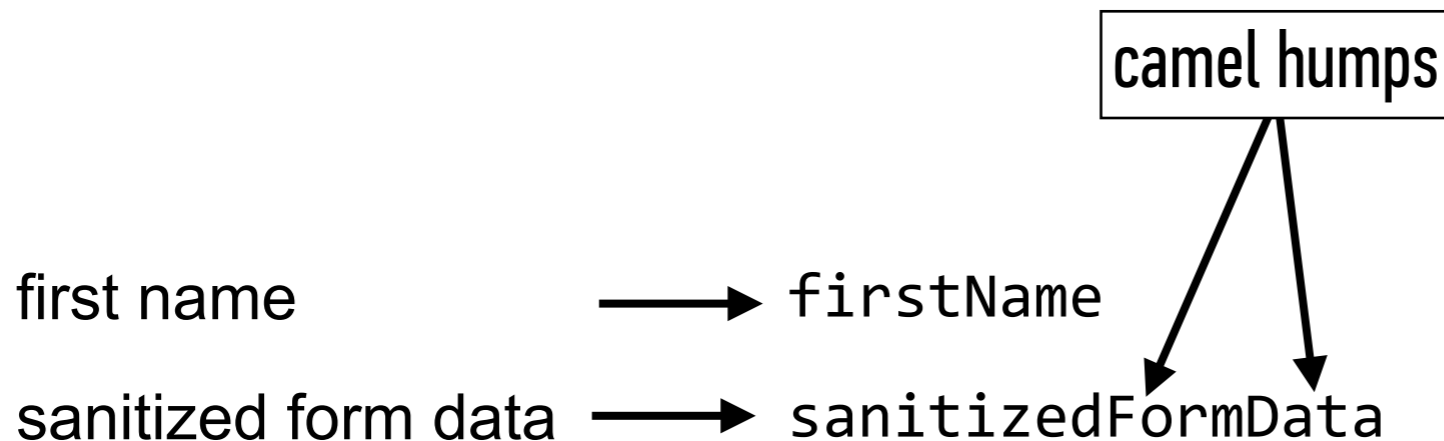 camel humps
first name firstName
sanitized form data sanitizedFormData